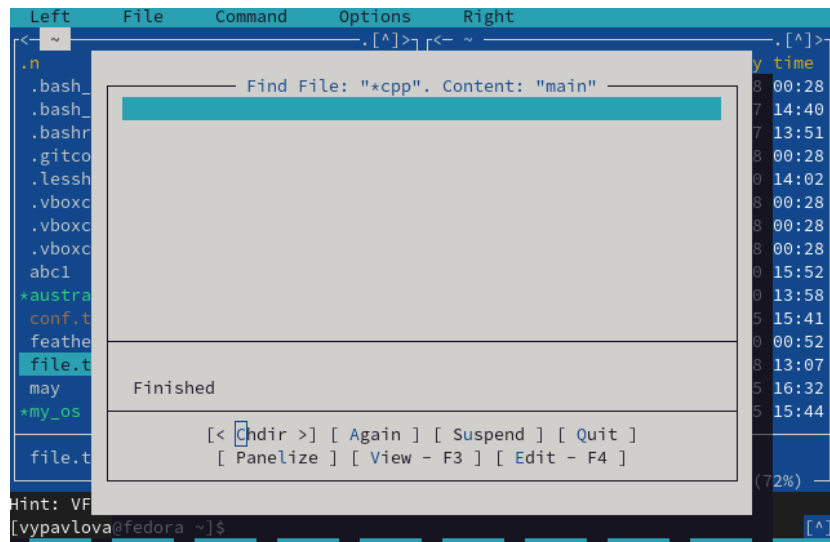 Left File Command Options Right
<─ ~ ─.[^]>┐┌<─ ~ ─.[^]>
.n y time
.bash_ 8 00:28
.bash_ 7 14:40
.bashr 7 13:51
.gitco 8 00:28
.lessh 0 14:02
.vboxc 8 00:28
.vboxc 8 00:28
.vboxc 8 00:28
abc1 0 15:52
*austra 0 13:58
conf.t 5 15:41
feathe 0 00:52
file.t 8 13:07
may 5 16:32
*my_os 5 15:44
Find File: "*cpp". Content: "main"
Finished
[< Chdir >] [ Again ] [ Suspend ] [ Quit ]
[ Panelize ] [ View - F3 ] [ Edit - F4 ]
file.t
(72%)
Hint: VF
[vypavlova@fedora ~]$ [^]